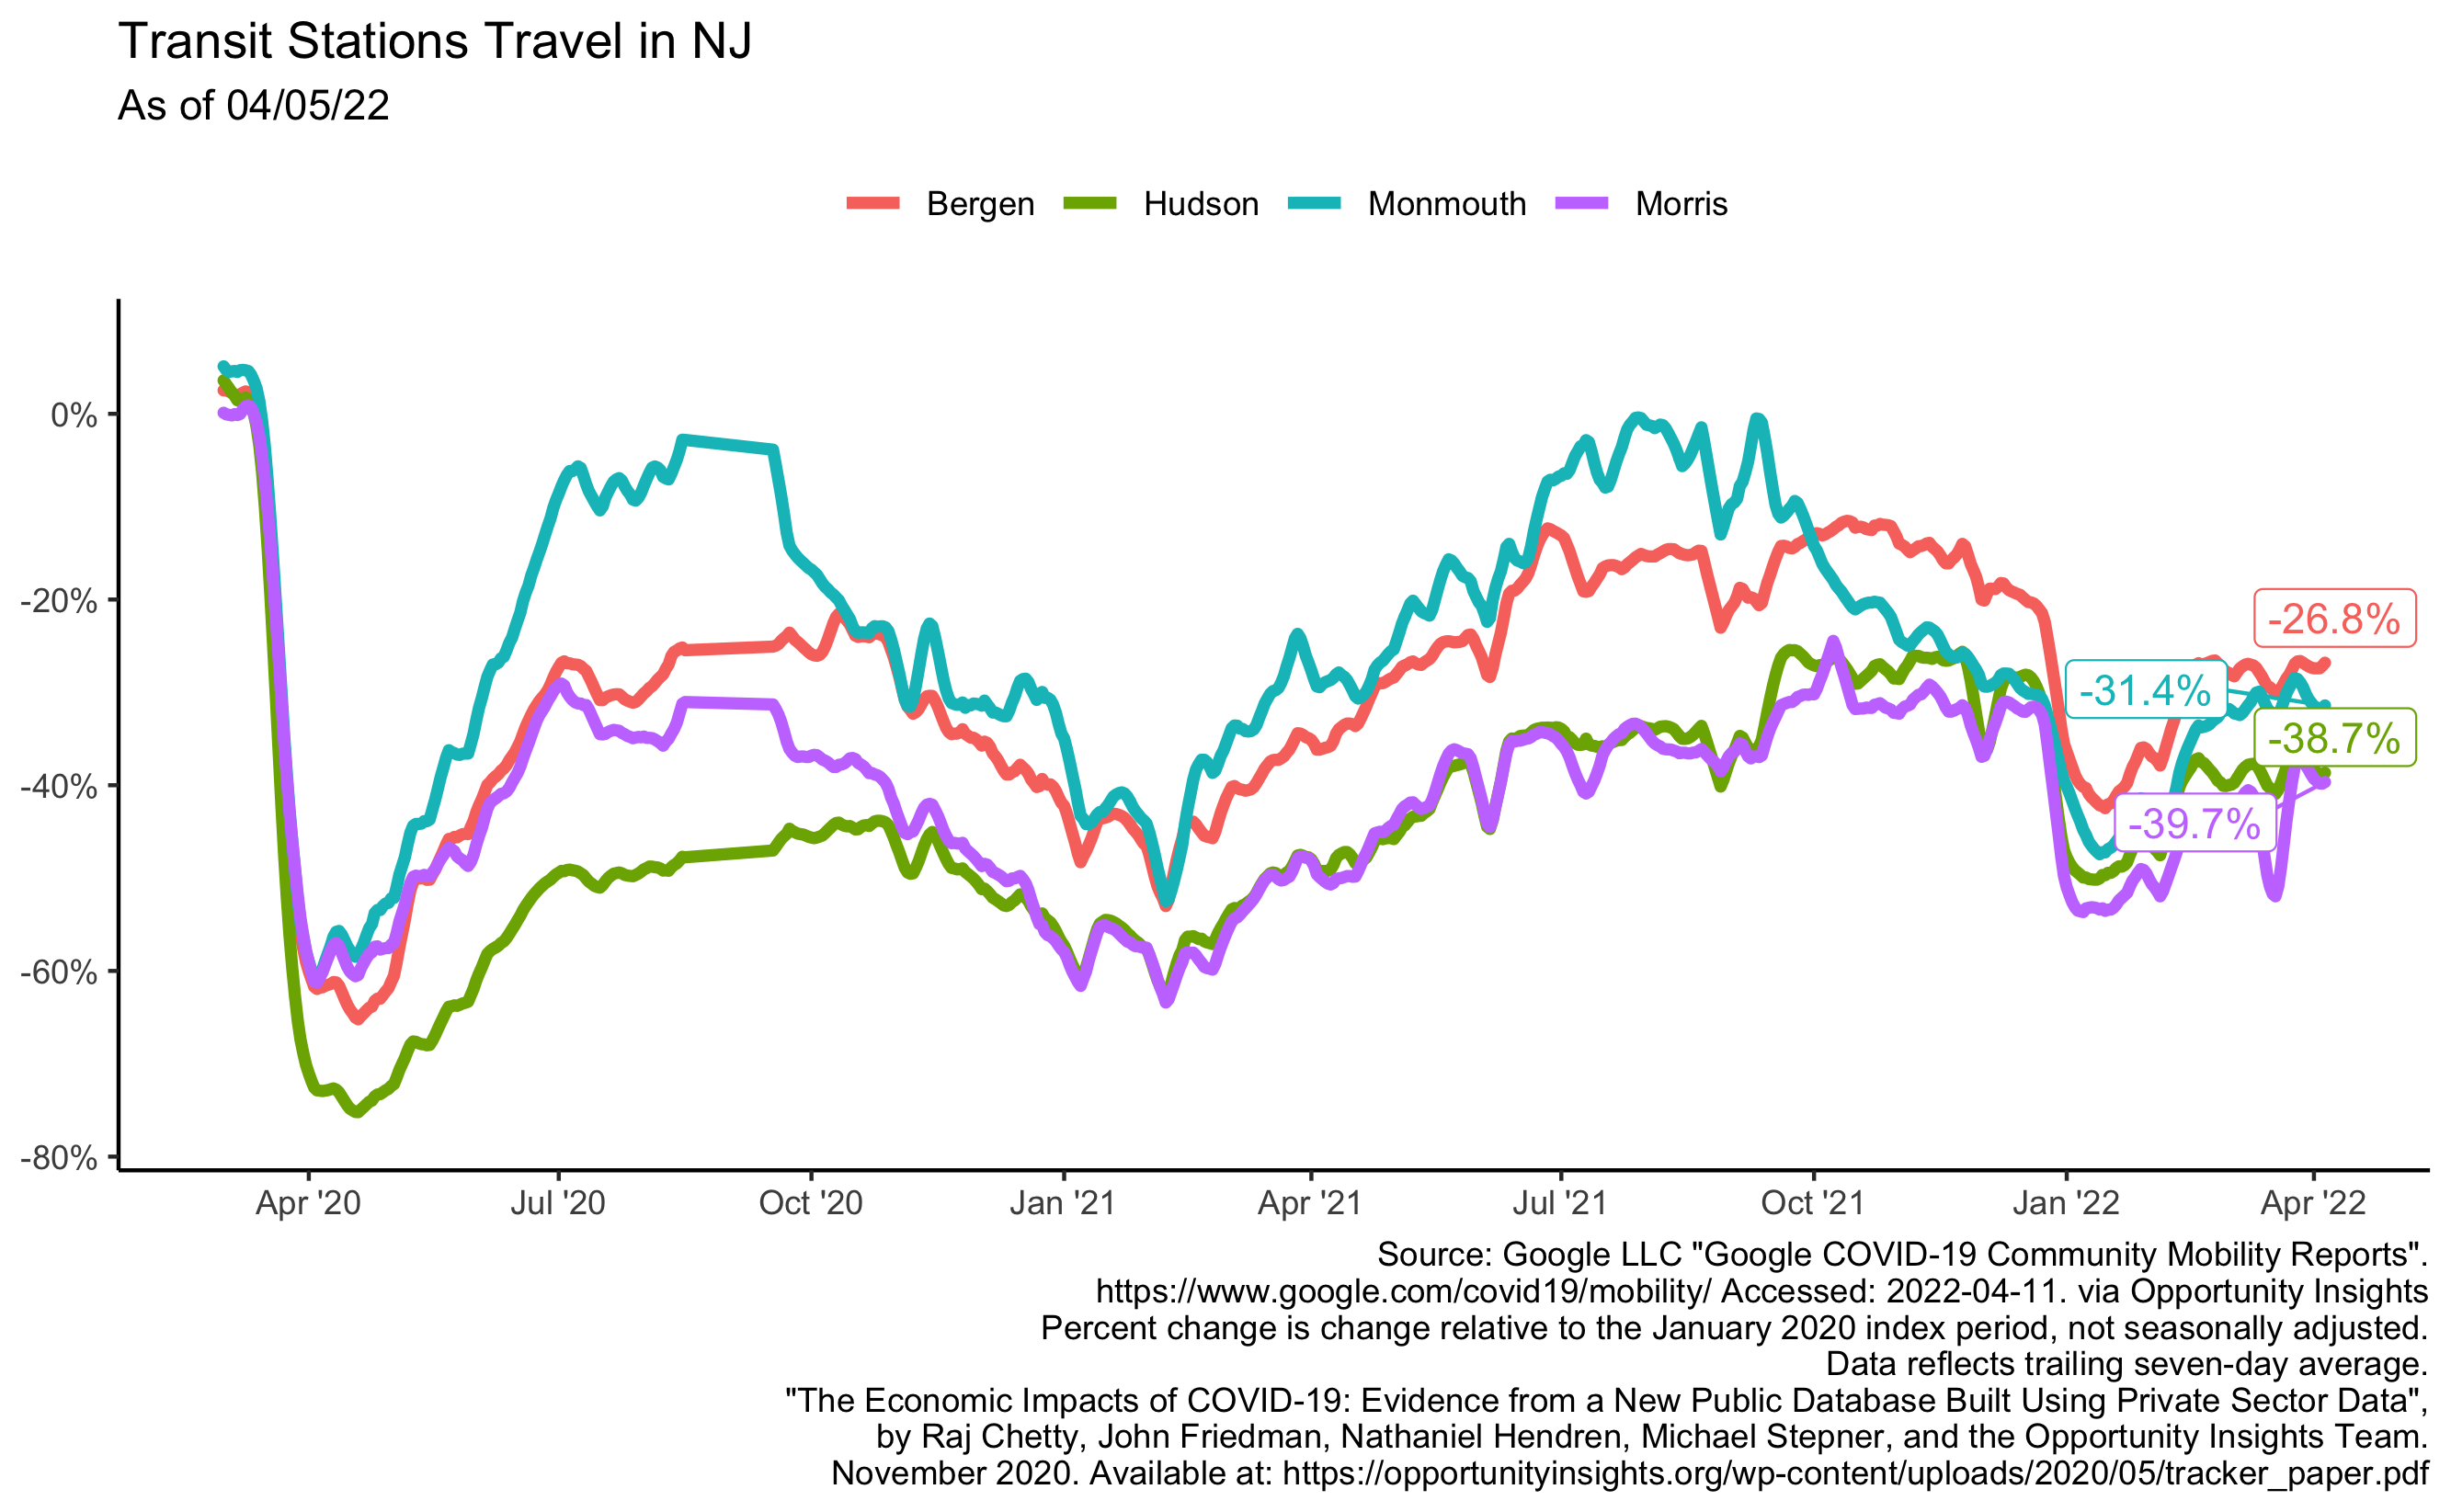 Transit Stations Travel in NJ
As of 04/05/22
Bergen Hudson Monmouth Morris
0%
-20%
-40%
-60%
-80%
-26.8%
-31.4%
-38.7%
-39.7%
Apr '20 Jul '20 Oct '20 Jan '21 Apr '21 Jul '21 Oct '21 Jan '22 Apr '22
Source: Google LLC "Google COVID-19 Community Mobility Reports".
https://www.google.com/covid19/mobility/ Accessed: 2022-04-11. via Opportunity Insights
Percent change is change relative to the January 2020 index period, not seasonally adjusted.
Data reflects trailing seven-day average.
"The Economic Impacts of COVID-19: Evidence from a New Public Database Built Using Private Sector Data",
by Raj Chetty, John Friedman, Nathaniel Hendren, Michael Stepner, and the Opportunity Insights Team.
November 2020. Available at: https://opportunityinsights.org/wp-content/uploads/2020/05/tracker_paper.pdf